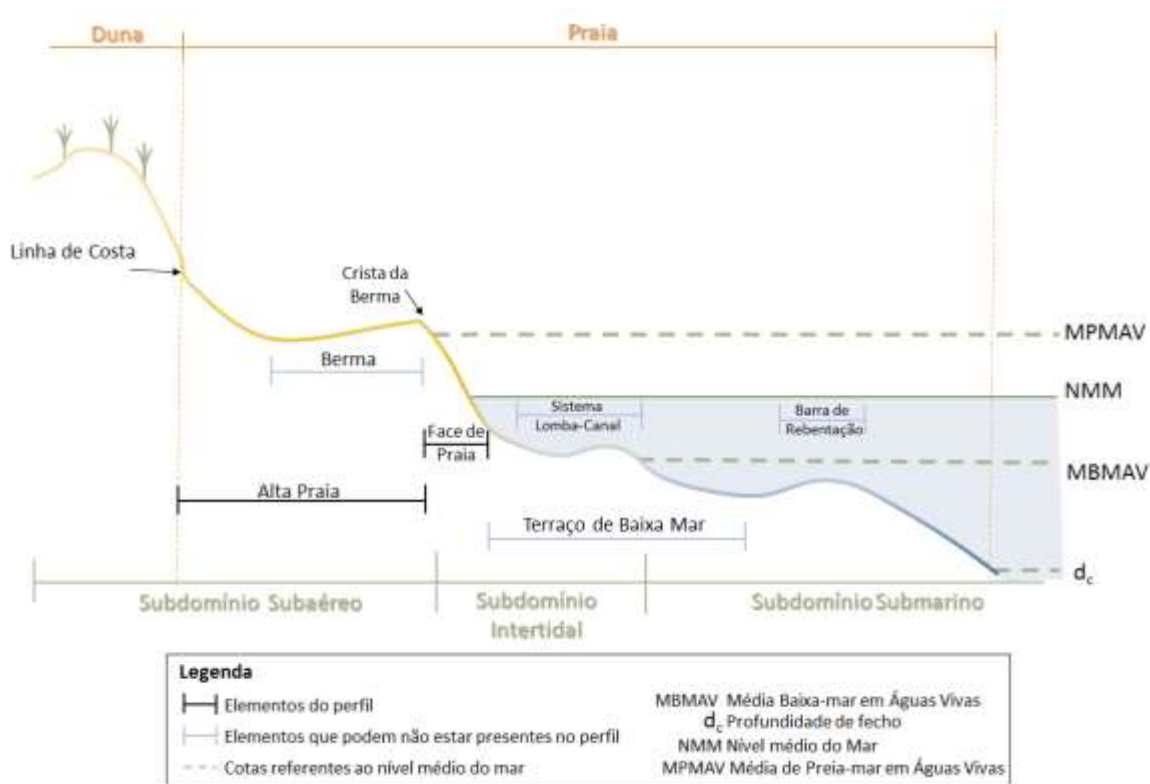 Duna
Praia
Linha de Costa
Crista da
Berma
MPMAV
Berma
NMM
Sistema
Lomba-Canal
Barra de
Rebentação
Face de
Praia
MBMAV
Alta Praia
Terraço de Baixa Mar
d_c
Subdomínio Subaéreo
Subdomínio
Intertidal
Subdomínio Submarino
Legenda
Elementos do perfil
Elementos que podem não estar presentes no perfil
Cotas referentes ao nível médio do mar
MBMAV Média Baixa-mar em Águas Vivas
d_c Profundidade de fecho
NMM Nível médio do Mar
MPMAV Média de Preia-mar em Águas Vivas